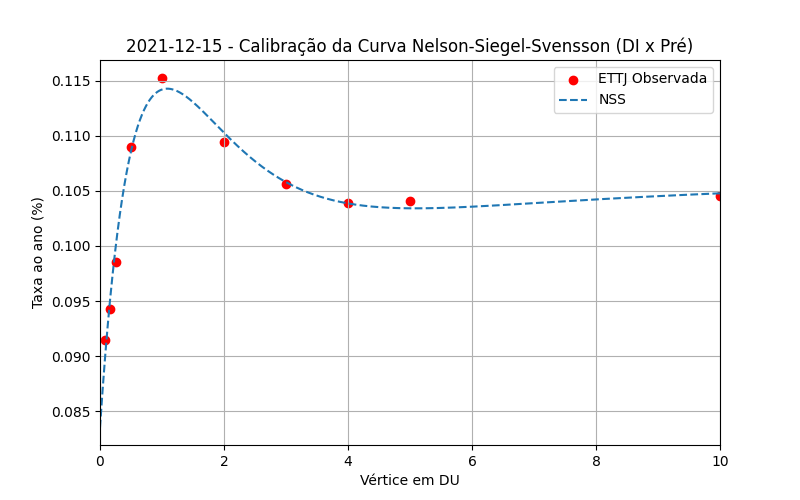 2021-12-15 - Calibração da Curva Nelson-Siegel-Svensson (DI x Pré)
ETTJ Observada
NSS
Taxa ao ano (%)
0.115
0.110
0.105
0.100
0.095
0.090
0.085
0 2 4 6 8 10
Vértice em DU